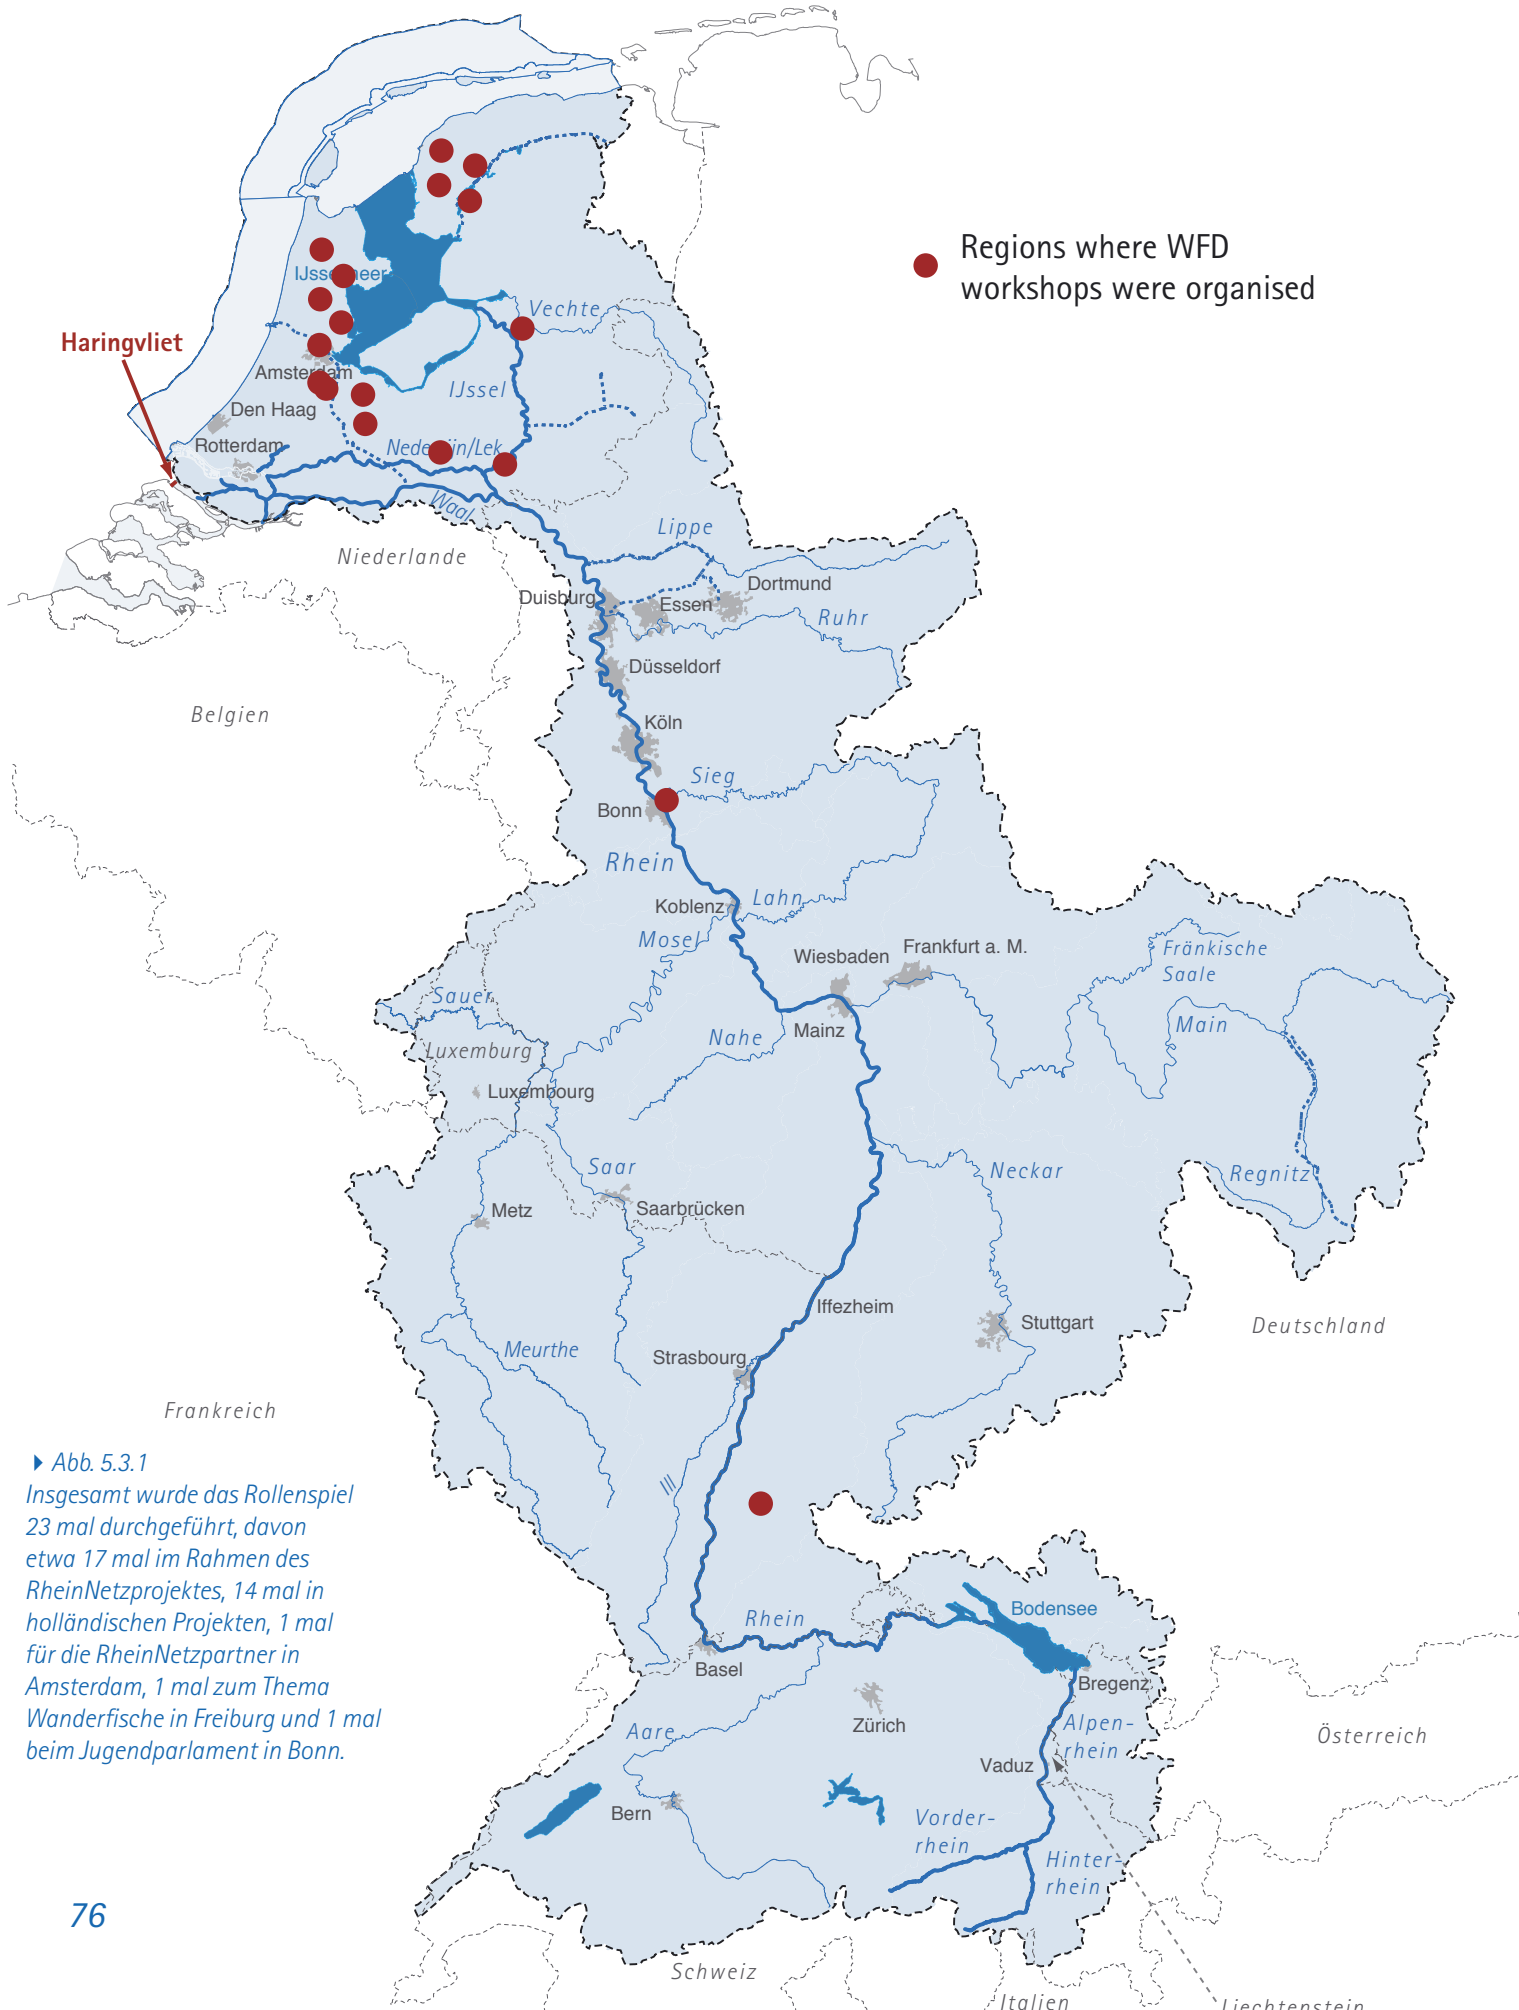 Regions where WFD
workshops were organised
IJsselmeer
Vechte
Haringvliet
Amsterdam
IJssel
Den Haag
Rotterdam
Nederrijn/Lek
Waal
Lippe
Niederlande
Dortmund
Duisburg
Essen
Ruhr
Düsseldorf
Belgien
Köln
Sieg
Bonn
Rhein
Lahn
Koblenz
Mosel
Wiesbaden
Frankfurt a. M.
Fränkische
Saale
Sauer
Main
Mainz
Nahe
Luxemburg
Luxembourg
Saar
Neckar
Regnitz
Metz
Saarbrücken
Iffezheim
Stuttgart
Deutschland
Meurthe
Strasbourg
Frankreich
Abb. 5.3.1
Insgesamt wurde das Rollenspiel
23 mal durchgeführt, davon
etwa 17 mal im Rahmen des
RheinNetzprojektes, 14 mal in
holländischen Projekten, 1 mal
für die RheinNetzpartner in
Amsterdam, 1 mal zum Thema
Wanderfische in Freiburg und 1 mal
beim Jugendparlament in Bonn.
Rhein
Bodensee
Basel
Bregenz
Zürich
Aare
Alpen-
rhein
Österreich
Vaduz
Bern
Vorder-
rhein
Hinter-
rhein
76
Schweiz
Italien
Liechtenstein